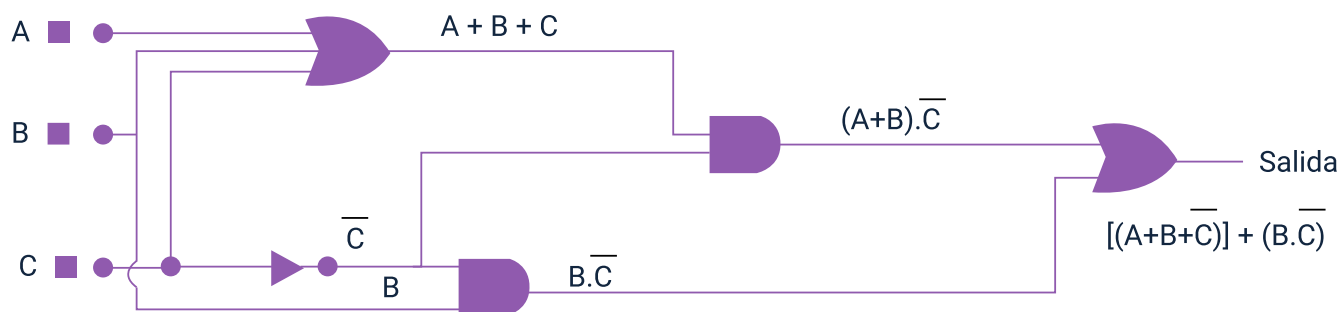 A
A + B + C
B
(A+B).C̅
Salida
[(A+B+C̅)] + (B.C̅)
C̅
C
B
B.C̅